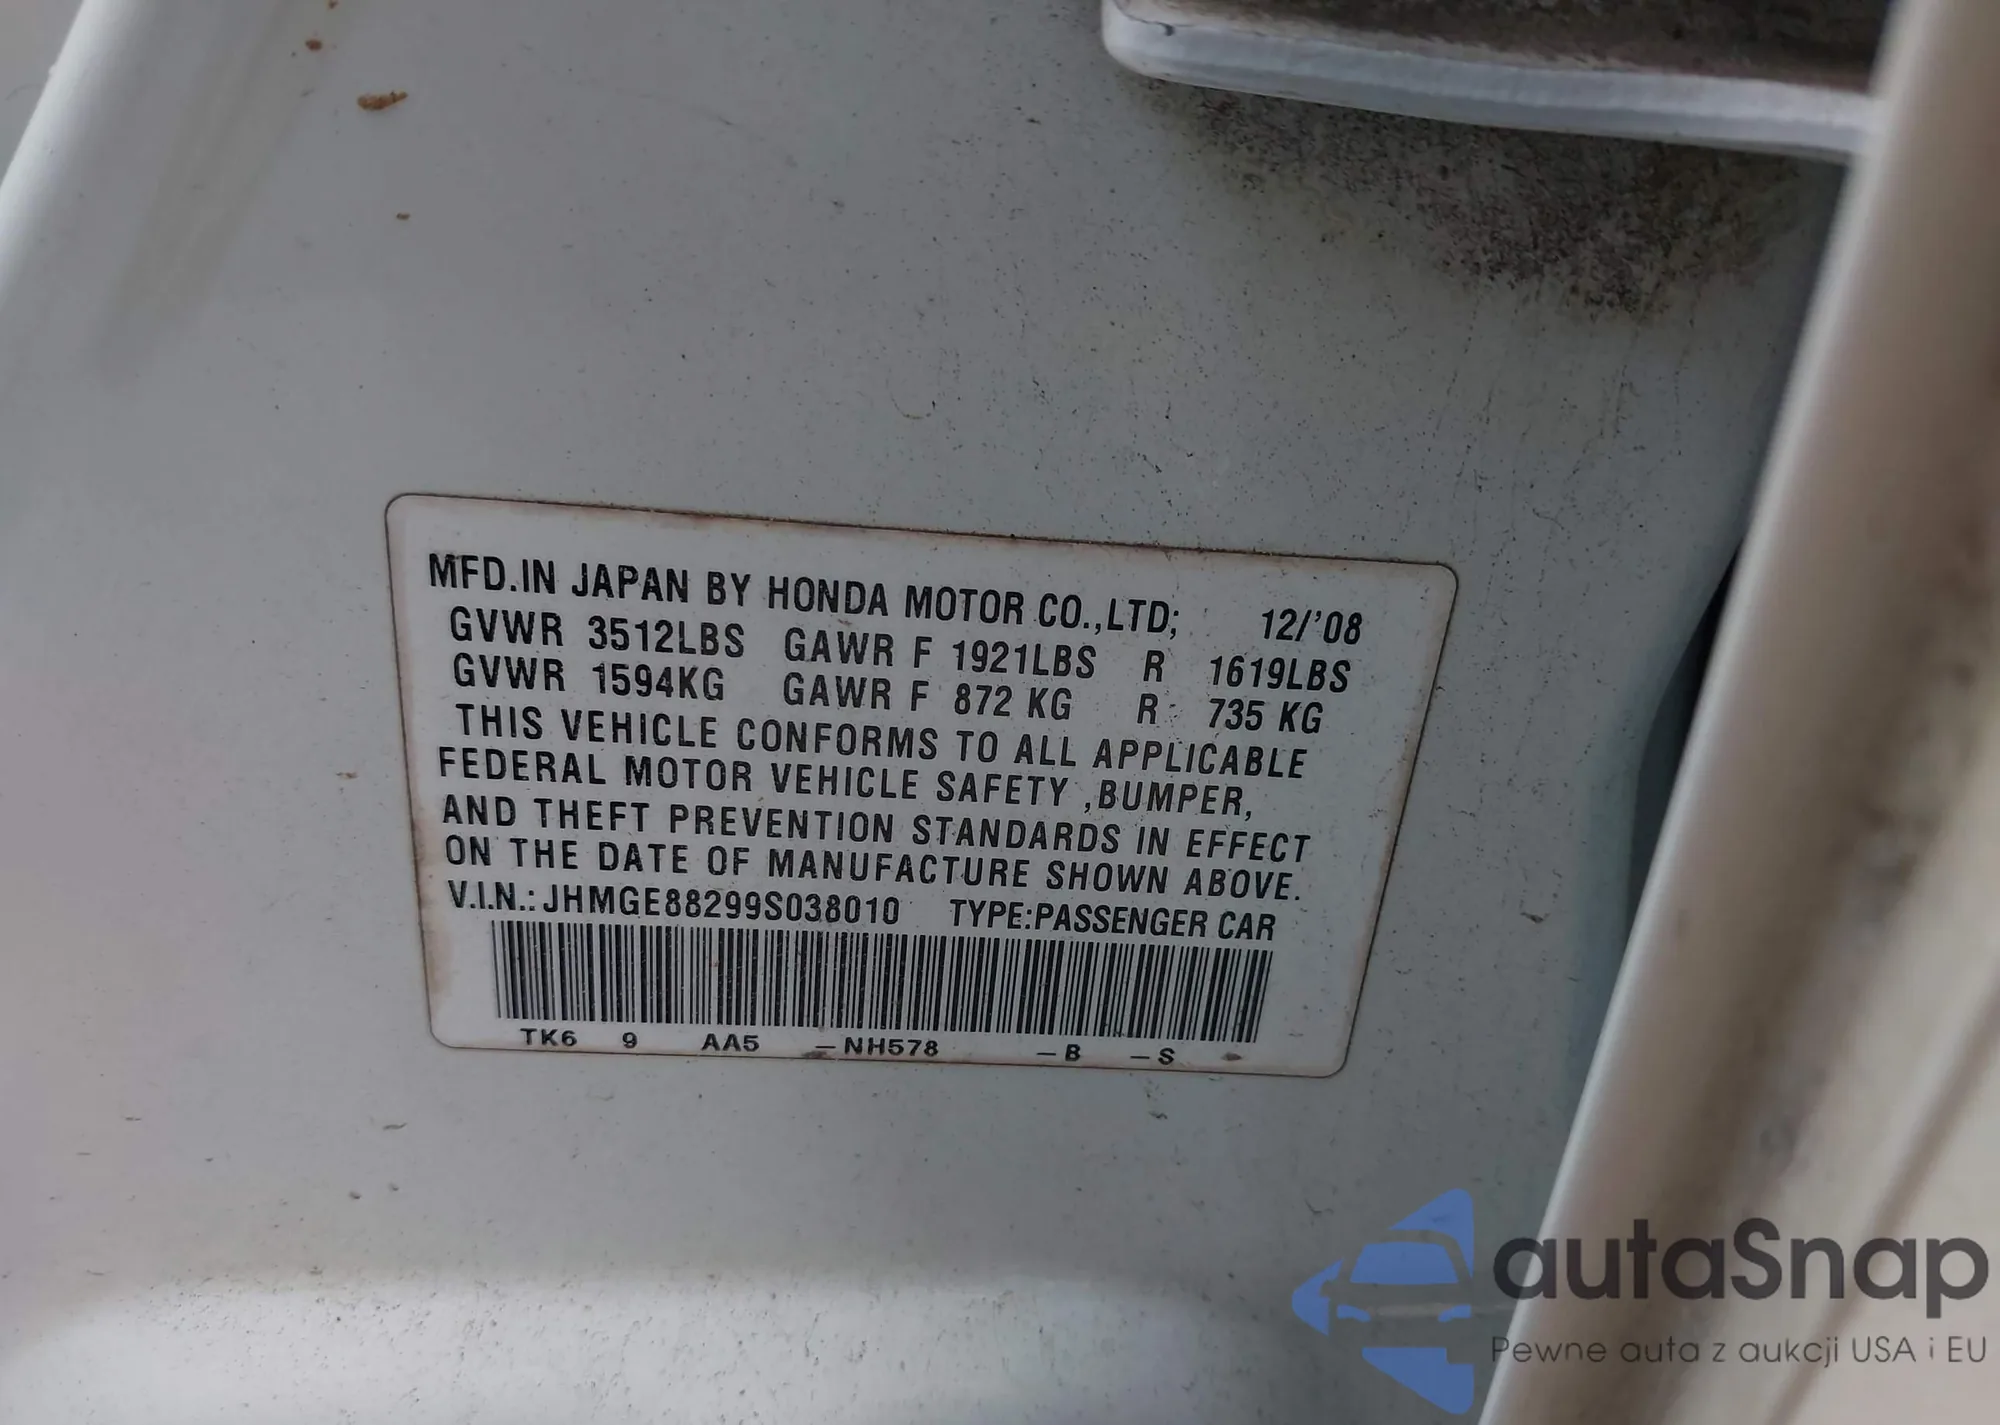 MFD.IN JAPAN BY HONDA MOTOR CO.,LTD; 12/'08
GVWR 3512LBS GAWR F 1921LBS R 1619LBS
GVWR 1594KG GAWR F 872 KG R 735 KG
THIS VEHICLE CONFORMS TO ALL APPLICABLE
FEDERAL MOTOR VEHICLE SAFETY ,BUMPER,
AND THEFT PREVENTION STANDARDS IN EFFECT
ON THE DATE OF MANUFACTURE SHOWN ABOVE.
V.I.N.:JHMGE88299S038010 TYPE:PASSENGER CAR
TK6 9 AA5 –NH578 –B –S
autaSnap
Pewne auta z aukcji USA i EU